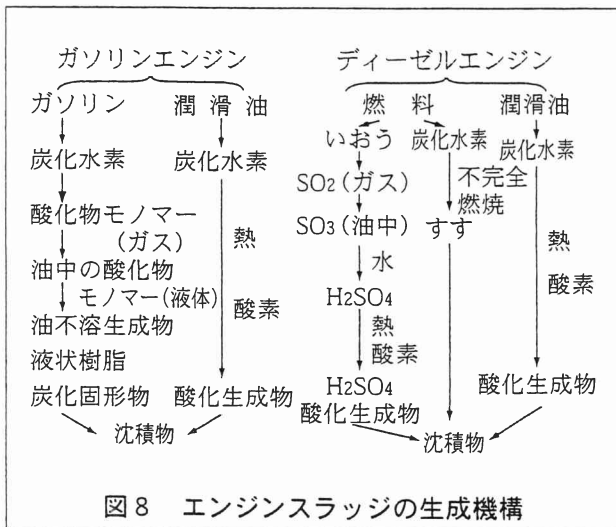 ガソリンエンジン
ガソリン 潤滑油
炭化水素 炭化水素
酸化物モノマー
(ガス)
熱
油中の酸化物
モノマー(液体)
酸素
油不溶生成物
液状樹脂
炭化固形物 酸化生成物
沈積物
ディーゼルエンジン
燃料 潤滑油
いおう 炭化水素 炭化水素
SO2(ガス) 不完全
燃焼
SO3(油中) すす
水
熱
H2SO4
酸素
熱
酸素
H2SO4
酸化生成物 酸化生成物
沈積物
図8 エンジンスラッジの生成機構